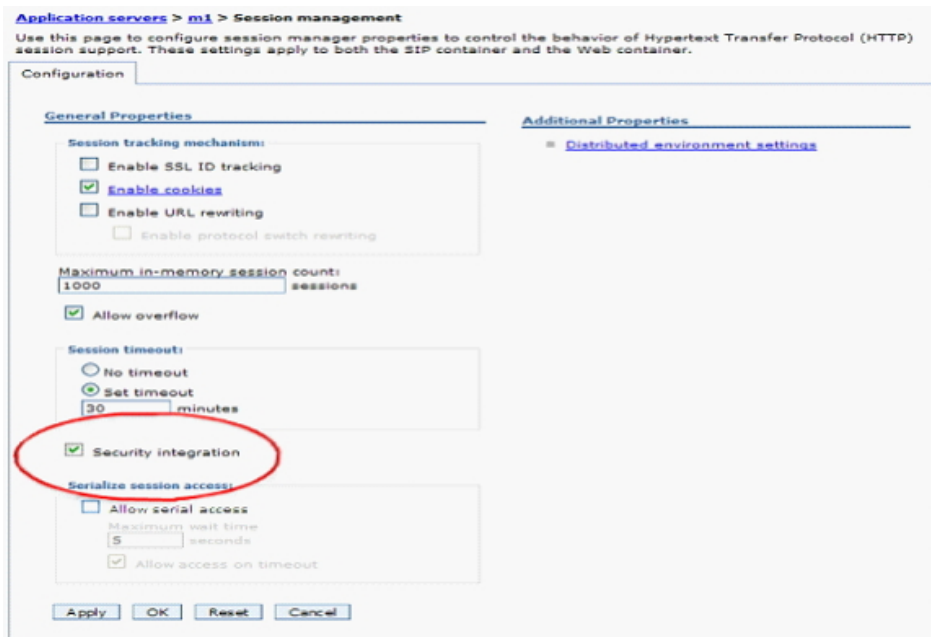 Application servers > m1 > Session management
Use this page to configure session manager properties to control the behavior of Hypertext Transfer Protocol (HTTP)
session support. These settings apply to both the SIP container and the Web container.
Configuration
General Properties
Session tracking mechanism:
Enable SSL ID tracking
Enable cookies
Enable URL rewriting
Enable protocol switch rewriting
Maximum in-memory session count:
1000 sessions
Allow overflow
Session timeout:
No timeout
Set timeout
30 minutes
Security integration
Serialize session access:
Allow serial access
Maximum wait time
5 seconds
Allow access on timeout
Apply OK Reset Cancel
Additional Properties
Distributed environment settings